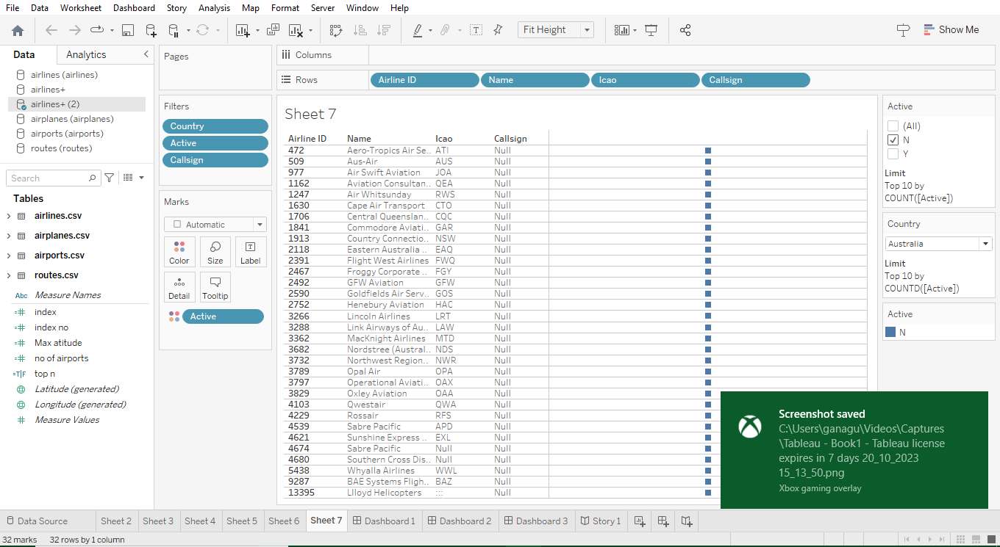 File Data Worksheet Dashboard Story Analysis Map Format Server Window Help
Fit Height
Show Me
Data Analytics
airlines (airlines)
airlines+
airlines+ (2)
airplanes (airplanes)
airports (airports)
routes (routes)
Search
Tables
airlines.csv
airplanes.csv
airports.csv
routes.csv
Abc Measure Names
index
index no
Max atitude
no of airports
=T|F top n
Latitude (generated)
Longitude (generated)
Measure Values
Pages
Filters
Country
Active
Callsign
Marks
Automatic
Color Size Label
Detail Tooltip
Active
Columns
Rows Airline ID Name Icao Callsign
Sheet 7
Airline ID Name Icao Callsign
472 Aero-Tropics Air Se.. ATI Null
509 Aus-Air AUS Null
977 Air Swift Aviation JOA Null
1162 Aviation Consultan.. QEA Null
1247 Air Whitsunday RWS Null
1630 Cape Air Transport CTO Null
1706 Central Queenslan.. CQC Null
1841 Commodore Aviati.. GAR Null
1913 Country Connectio.. NSW Null
2118 Eastern Australia .. EAQ Null
2391 Flight West Airlines FWQ Null
2467 Froggy Corporate .. FGY Null
2492 GFW Aviation GFW Null
2590 Goldfields Air Serv.. GOS Null
2752 Henebury Aviation HAC Null
3266 Lincoln Airlines LRT Null
3288 Link Airways of Au.. LAW Null
3362 MacKnight Airlines MTD Null
3682 Nordstree (Austral.. NDS Null
3732 Northwest Region.. NWR Null
3789 Opal Air OPA Null
3797 Operational Aviati.. OAX Null
3829 Oxley Aviation OAA Null
4103 Qwestair QWA Null
4229 Rossair RFS Null
4539 Sabre Pacific APD Null
4621 Sunshine Express .. EXL Null
4674 Sabre Pacific Null Null
4680 Southern Cross Dis.. Null Null
5438 Whyalla Airlines WWL Null
9287 BAE Systems Fligh.. BAZ Null
13395 Llloyd Helicopters ::: Null
Active
(All)
N
Y
Limit
Top 10 by
COUNT([Active])
Country
Australia
Limit
Top 10 by
COUNTD([Active])
Active
N
Screenshot saved
C:\Users\ganagu\Videos\Captures
\Tableau - Book1 - Tableau license
expires in 7 days 20_10_2023
15_13_50.png
Xbox gaming overlay
Data Source Sheet 2 Sheet 3 Sheet 4 Sheet 5 Sheet 6 Sheet 7 Dashboard 1 Dashboard 2 Dashboard 3 Story 1
32 marks 32 rows by 1 column